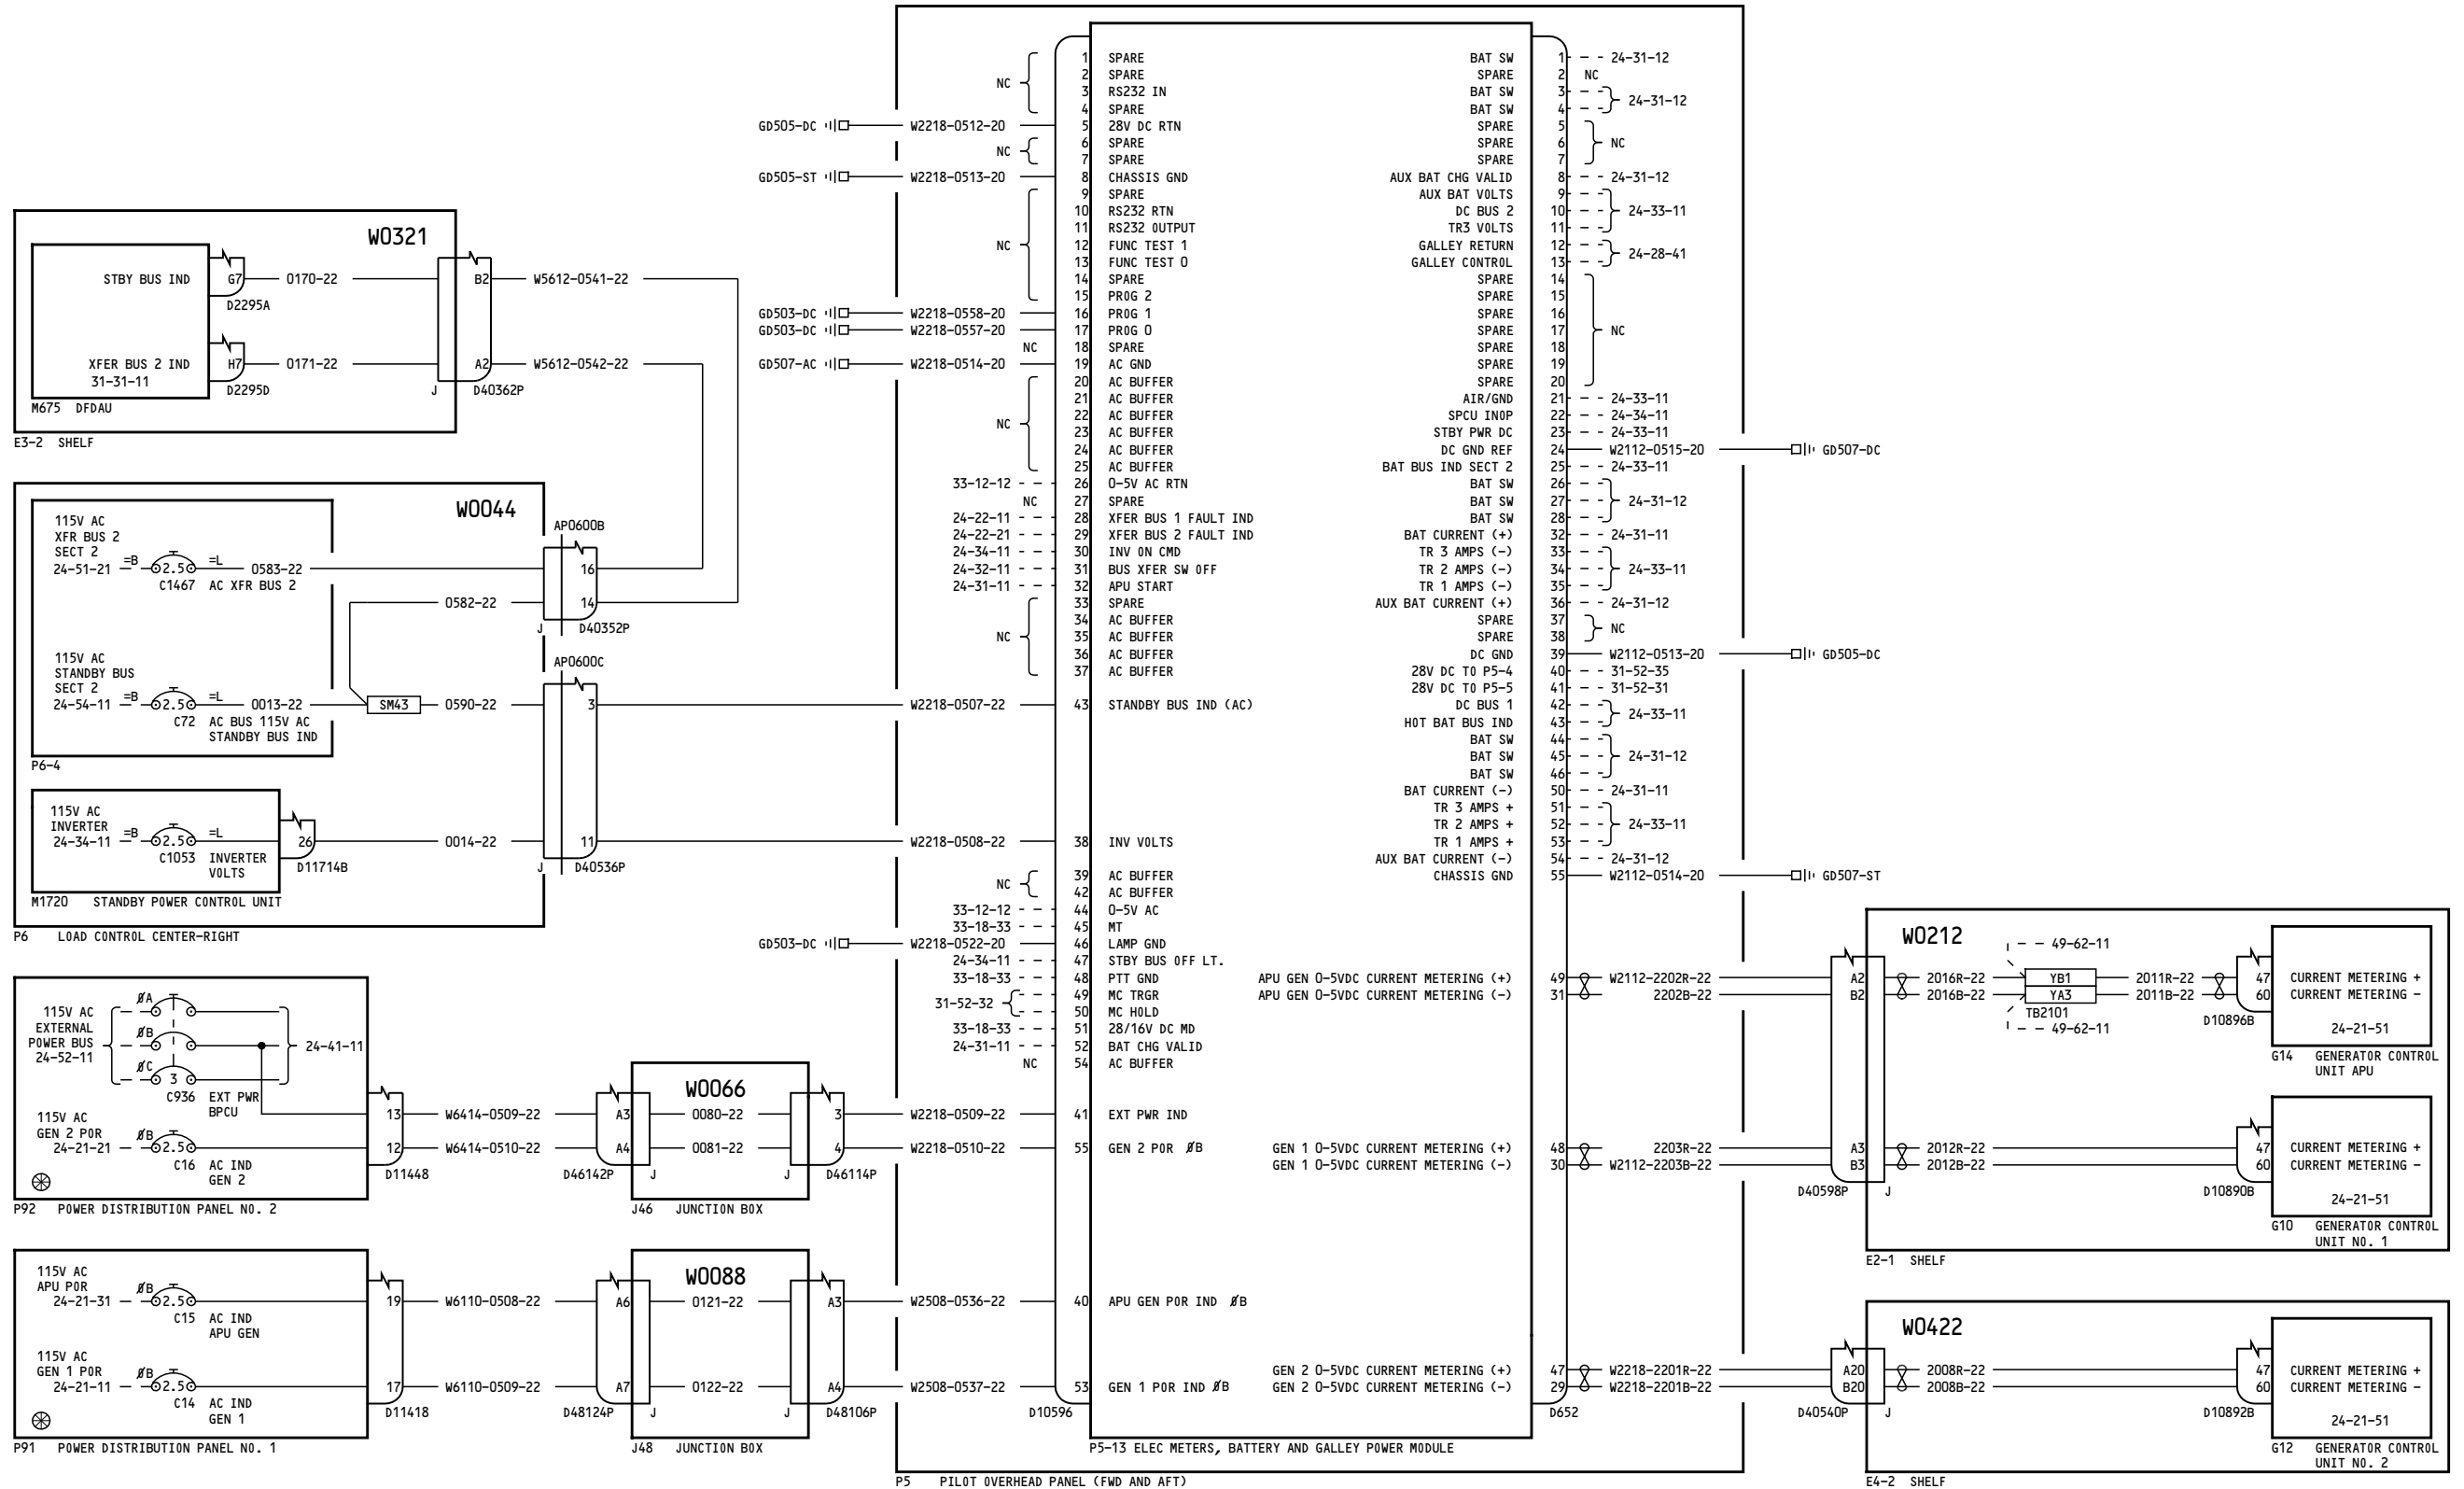 W0321
STBY BUS IND
G7
0170-22
B2
W5612-0541-22
D2295A
XFER BUS 2 IND
H7
0171-22
A2
W5612-0542-22
31-31-11
D2295D
J
D40362P
M675 DFDAU
E3-2 SHELF
W0044
115V AC
XFR BUS 2
SECT 2
24-51-21
=B
2.5
=L
0583-22
C1467 AC XFR BUS 2
AP0600B
16
0582-22
14
J
D40352P
115V AC
STANDBY BUS
SECT 2
24-54-11
=B
2.5
=L
0013-22
SM43
0590-22
C72 AC BUS 115V AC
STANDBY BUS IND
AP0600C
3
P6-4
115V AC
INVERTER
24-34-11
=B
2.5
=L
26
0014-22
11
C1053 INVERTER
VOLTS
D11714B
J
D40536P
M1720 STANDBY POWER CONTROL UNIT
P6 LOAD CONTROL CENTER-RIGHT
115V AC
EXTERNAL
POWER BUS
24-52-11
ØA
ØB
ØC
3
24-41-11
C936 EXT PWR
BPCU
115V AC
GEN 2 POR
24-21-21
ØB
2.5
C16 AC IND
GEN 2
13
12
D11448
W6414-0509-22
W6414-0510-22
A3
A4
D46142P
J
W0066
0080-22
0081-22
J
3
4
D46114P
P92 POWER DISTRIBUTION PANEL NO. 2
J46 JUNCTION BOX
115V AC
APU POR
24-21-31
ØB
2.5
C15 AC IND
APU GEN
115V AC
GEN 1 POR
24-21-11
ØB
2.5
C14 AC IND
GEN 1
19
17
D11418
W6110-0508-22
W6110-0509-22
A6
A7
D48124P
J
W0088
0121-22
0122-22
J
A3
A4
D48106P
P91 POWER DISTRIBUTION PANEL NO. 1
J48 JUNCTION BOX
NC
1 SPARE
2 SPARE
3 RS232 IN
4 SPARE
GD505-DC W2218-0512-20 5 28V DC RTN
NC
6 SPARE
7 SPARE
GD505-ST W2218-0513-20 8 CHASSIS GND
NC
9 SPARE
10 RS232 RTN
11 RS232 OUTPUT
12 FUNC TEST 1
13 FUNC TEST 0
14 SPARE
15 PROG 2
GD503-DC W2218-0558-20 16 PROG 1
GD503-DC W2218-0557-20 17 PROG 0
NC 18 SPARE
GD507-AC W2218-0514-20 19 AC GND
NC
20 AC BUFFER
21 AC BUFFER
22 AC BUFFER
23 AC BUFFER
24 AC BUFFER
25 AC BUFFER
33-12-12 26 0-5V AC RTN
NC 27 SPARE
24-22-11 28 XFER BUS 1 FAULT IND
24-22-21 29 XFER BUS 2 FAULT IND
24-34-11 30 INV ON CMD
24-32-11 31 BUS XFER SW OFF
24-31-11 32 APU START
NC
33 SPARE
34 AC BUFFER
35 AC BUFFER
36 AC BUFFER
37 AC BUFFER
W2218-0507-22 43 STANDBY BUS IND (AC)
W2218-0508-22 38 INV VOLTS
NC
39 AC BUFFER
42 AC BUFFER
33-12-12 44 0-5V AC
33-18-33 45 MT
GD503-DC W2218-0522-20 46 LAMP GND
24-34-11 47 STBY BUS OFF LT.
33-18-33 48 PTT GND
31-52-32
49 MC TRGR
50 MC HOLD
33-18-33 51 28/16V DC MD
24-31-11 52 BAT CHG VALID
NC 54 AC BUFFER
W2218-0509-22 41 EXT PWR IND
W2218-0510-22 55 GEN 2 POR ØB
W2508-0536-22 40 APU GEN POR IND ØB
W2508-0537-22 53 GEN 1 POR IND ØB
D10596
BAT SW 1 24-31-12
SPARE 2 NC
BAT SW 3
BAT SW 4
24-31-12
SPARE 5
SPARE 6
SPARE 7
NC
AUX BAT CHG VALID 8 24-31-12
AUX BAT VOLTS 9
DC BUS 2 10
TR3 VOLTS 11
24-33-11
GALLEY RETURN 12
GALLEY CONTROL 13
24-28-41
SPARE 14
SPARE 15
SPARE 16
SPARE 17
SPARE 18
SPARE 19
SPARE 20
NC
AIR/GND 21 24-33-11
SPCU INOP 22 24-34-11
STBY PWR DC 23 24-33-11
DC GND REF 24 W2112-0515-20 GD507-DC
BAT BUS IND SECT 2 25 24-33-11
BAT SW 26
BAT SW 27
BAT SW 28
24-31-12
BAT CURRENT (+) 32 24-31-11
TR 3 AMPS (-) 33
TR 2 AMPS (-) 34
TR 1 AMPS (-) 35
24-33-11
AUX BAT CURRENT (+) 36 24-31-12
SPARE 37
SPARE 38
NC
DC GND 39 W2112-0513-20 GD505-DC
28V DC TO P5-4 40 31-52-35
28V DC TO P5-5 41 31-52-31
DC BUS 1 42
HOT BAT BUS IND 43
24-33-11
BAT SW 44
BAT SW 45
BAT SW 46
24-31-12
BAT CURRENT (-) 50 24-31-11
TR 3 AMPS + 51
TR 2 AMPS + 52
TR 1 AMPS + 53
24-33-11
AUX BAT CURRENT (-) 54 24-31-12
CHASSIS GND 55 W2112-0514-20 GD507-ST
APU GEN 0-5VDC CURRENT METERING (+) 49 W2112-2202R-22
APU GEN 0-5VDC CURRENT METERING (-) 31 2202B-22
GEN 1 0-5VDC CURRENT METERING (+) 48 2203R-22
GEN 1 0-5VDC CURRENT METERING (-) 30 W2112-2203B-22
GEN 2 0-5VDC CURRENT METERING (+) 47 W2218-2201R-22
GEN 2 0-5VDC CURRENT METERING (-) 29 W2218-2201B-22
D652
P5-13 ELEC METERS, BATTERY AND GALLEY POWER MODULE
P5 PILOT OVERHEAD PANEL (FWD AND AFT)
W0212
49-62-11
A2 2016R-22 YB1 2011R-22 47 CURRENT METERING +
B2 2016B-22 YA3 2011B-22 60 CURRENT METERING -
TB2101
49-62-11
D10896B
24-21-51
G14 GENERATOR CONTROL
UNIT APU
A3 2012R-22 47 CURRENT METERING +
B3 2012B-22 60 CURRENT METERING -
D40598P
J
D10890B
24-21-51
G10 GENERATOR CONTROL
UNIT NO. 1
E2-1 SHELF
W0422
A20 2008R-22 47 CURRENT METERING +
B20 2008B-22 60 CURRENT METERING -
D40540P
J
D10892B
24-21-51
G12 GENERATOR CONTROL
UNIT NO. 2
E4-2 SHELF